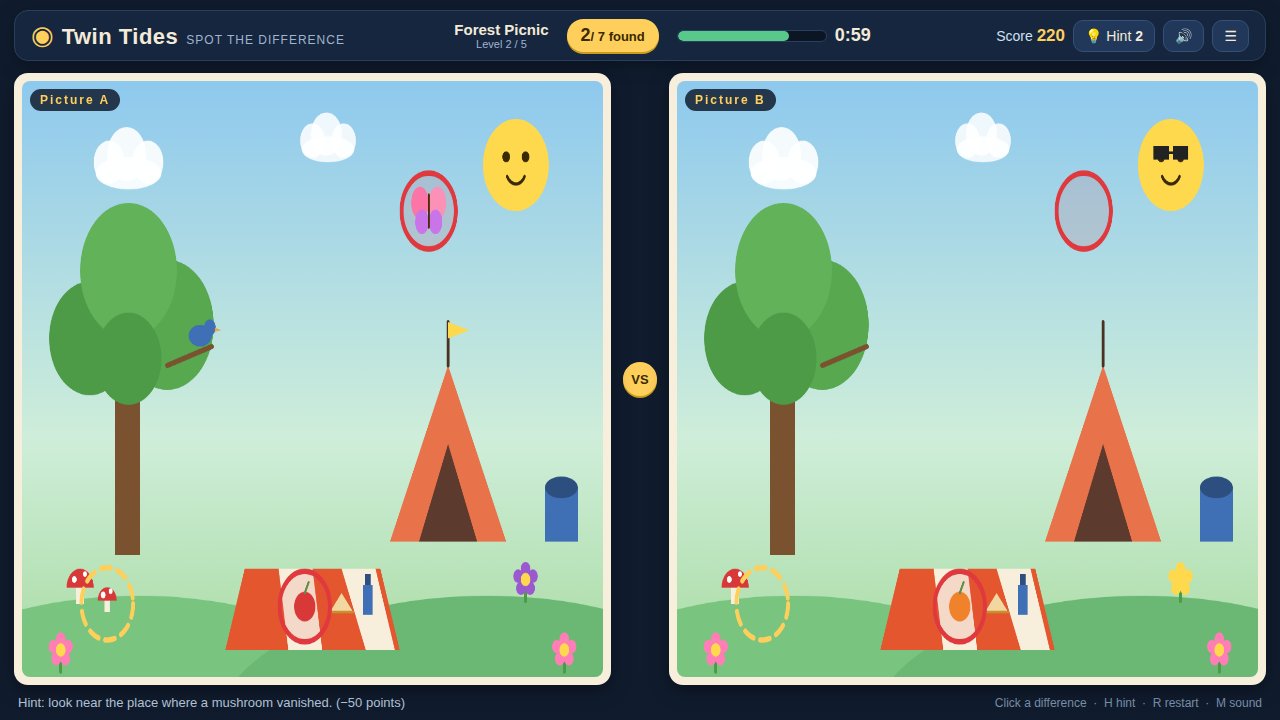 Twin Tides SPOT THE DIFFERENCE
Forest Picnic
Level 2 / 5
2/ 7 found
0:59
Score 220
💡 Hint 2
🔊
☰
Picture A
Picture B
VS
Hint: look near the place where a mushroom vanished. (−50 points)
Click a difference · H hint · R restart · M sound